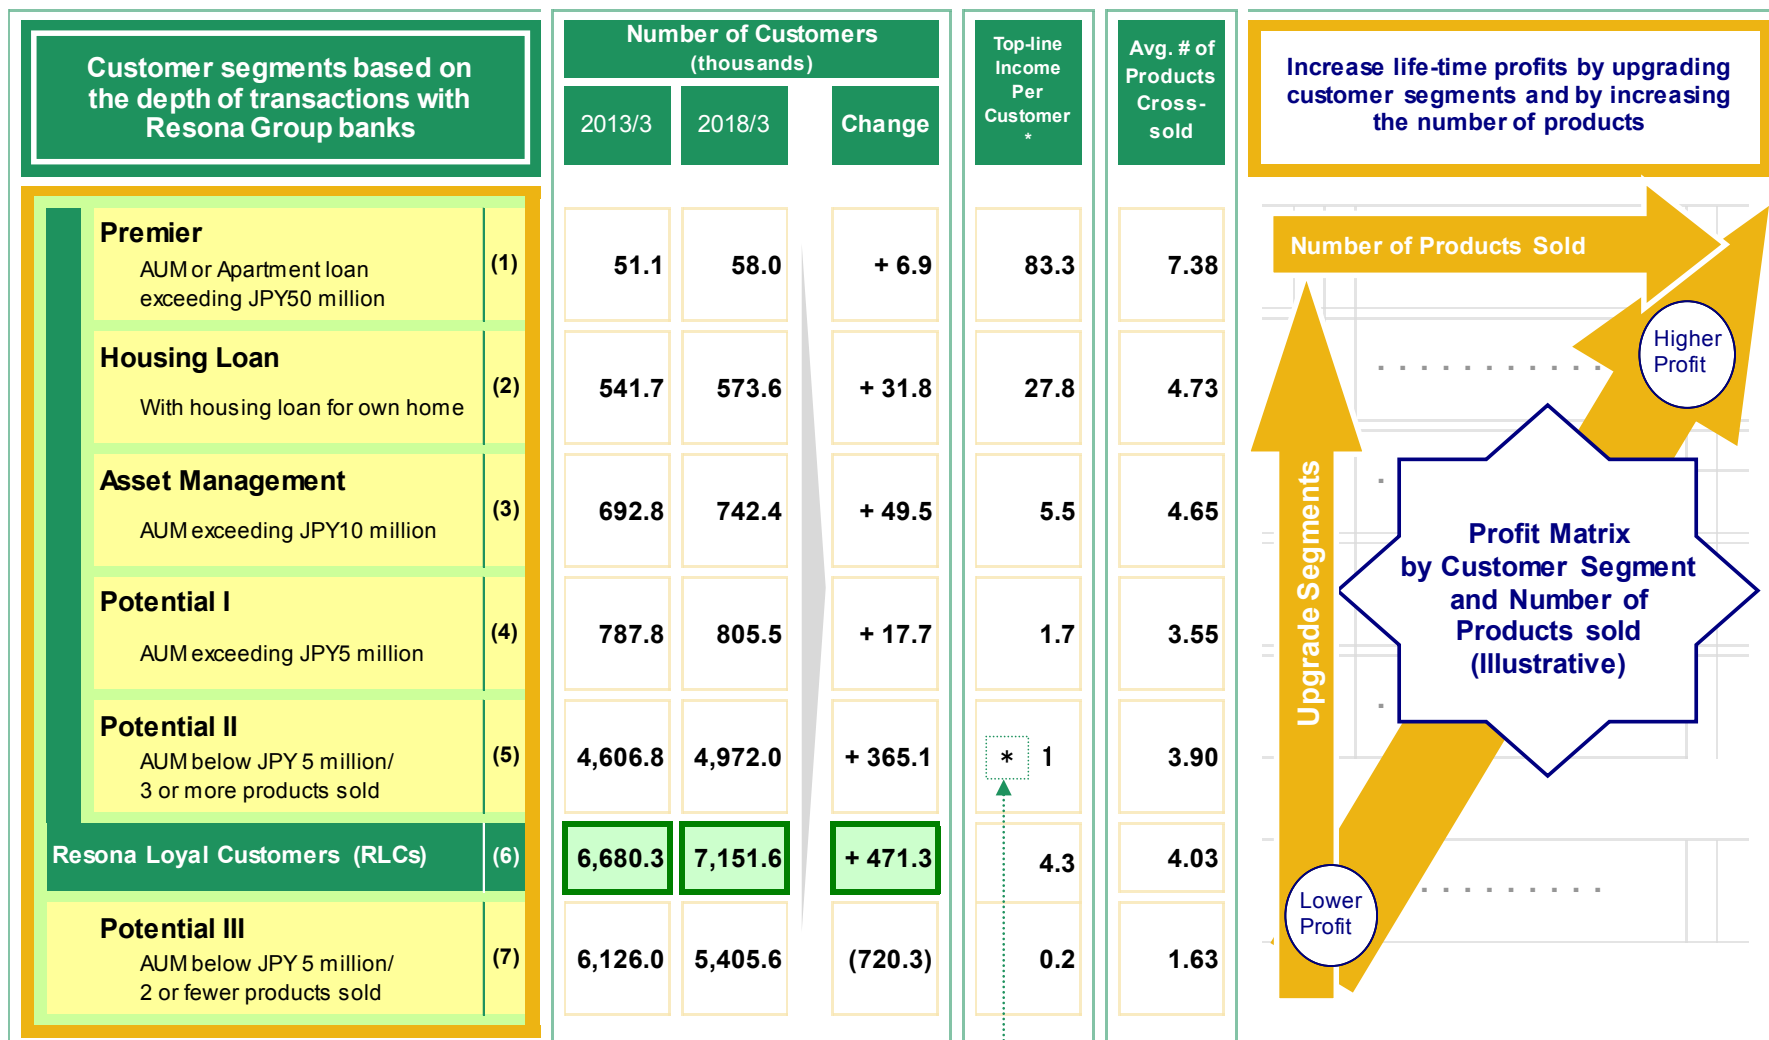 Customer segments based on
the depth of transactions with
Resona Group banks
Number of Customers
(thousands)
2013/3 2018/3 Change
Top-line
Income
Per
Customer
*
Avg. # of
Products
Cross-
sold
Increase life-time profits by upgrading
customer segments and by increasing
the number of products
Premier
AUM or Apartment loan
exceeding JPY50 million
(1) 51.1 58.0 + 6.9 83.3 7.38
Housing Loan
With housing loan for own home
(2) 541.7 573.6 + 31.8 27.8 4.73
Asset Management
AUM exceeding JPY10 million
(3) 692.8 742.4 + 49.5 5.5 4.65
Potential I
AUM exceeding JPY5 million
(4) 787.8 805.5 + 17.7 1.7 3.55
Potential II
AUM below JPY 5 million/
3 or more products sold
(5) 4,606.8 4,972.0 + 365.1 * 1 3.90
Resona Loyal Customers (RLCs) (6) 6,680.3 7,151.6 + 471.3 4.3 4.03
Potential III
AUM below JPY 5 million/
2 or fewer products sold
(7) 6,126.0 5,405.6 (720.3) 0.2 1.63
Number of Products Sold
Upgrade Segments
Higher
Profit
Profit Matrix
by Customer Segment
and Number of
Products sold
(Illustrative)
Lower
Profit